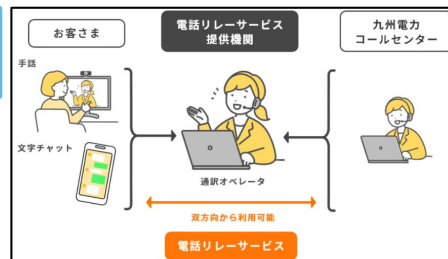 お客さま
電話リレーサービス
提供機関
九州電力
コールセンター
手話
文字チャット
通訳オペレータ
双方向から利用可能
電話リレーサービス